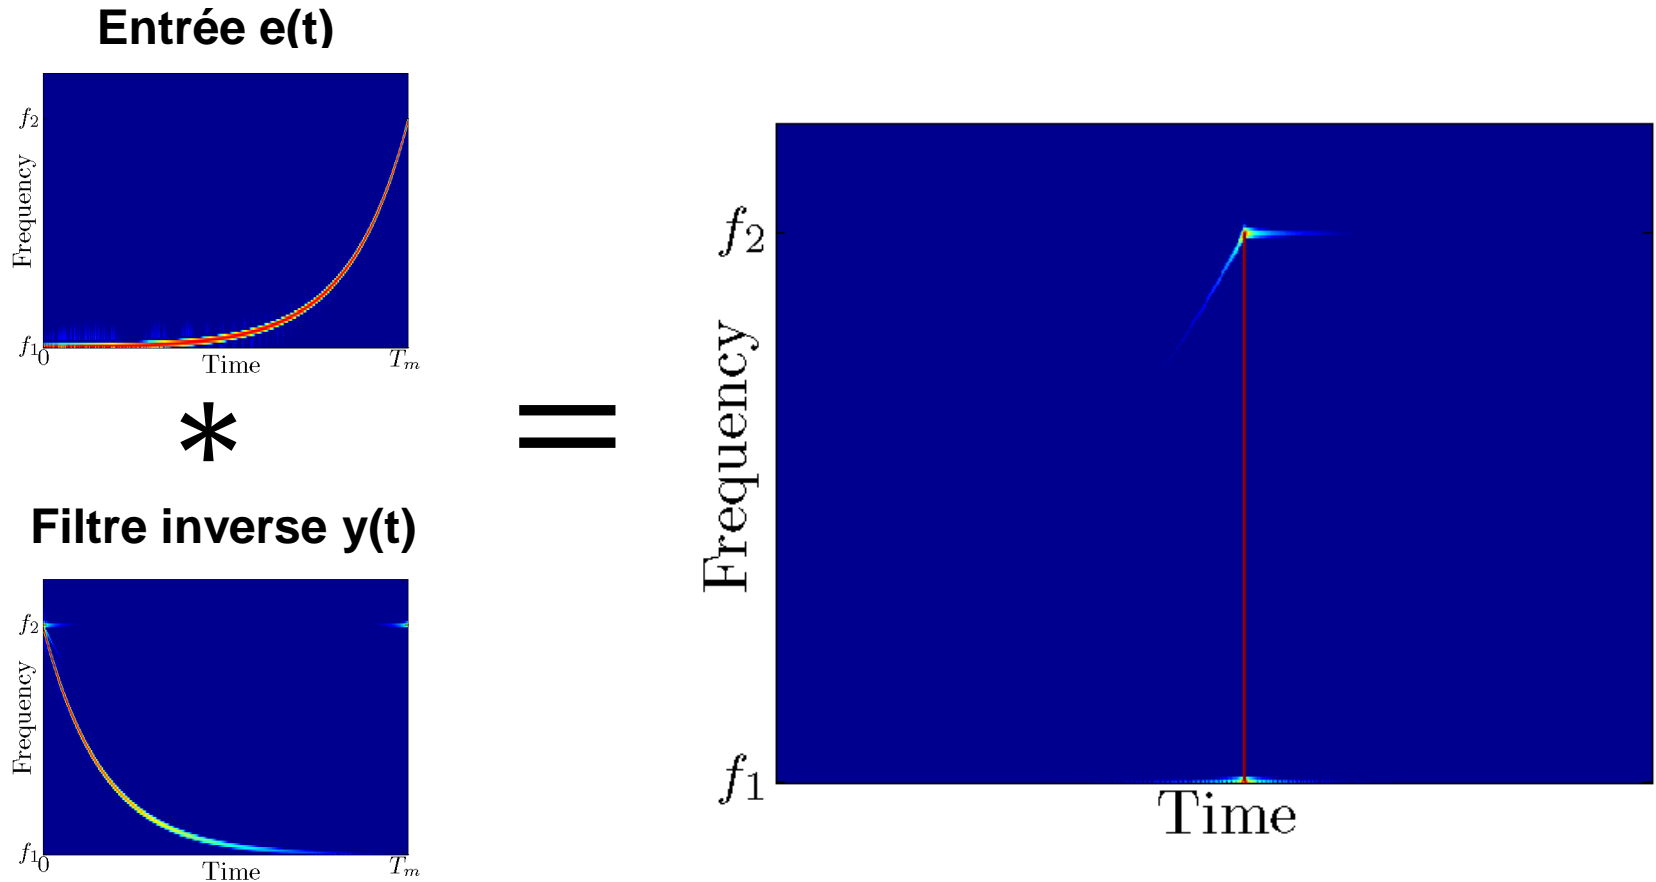 Entrée e(t)
f₂
Frequency
f₁
0
Time
Tₘ
*
=
Filtre inverse y(t)
f₂
Frequency
f₁
0
Time
Tₘ
f₂
Frequency
f₁
Time